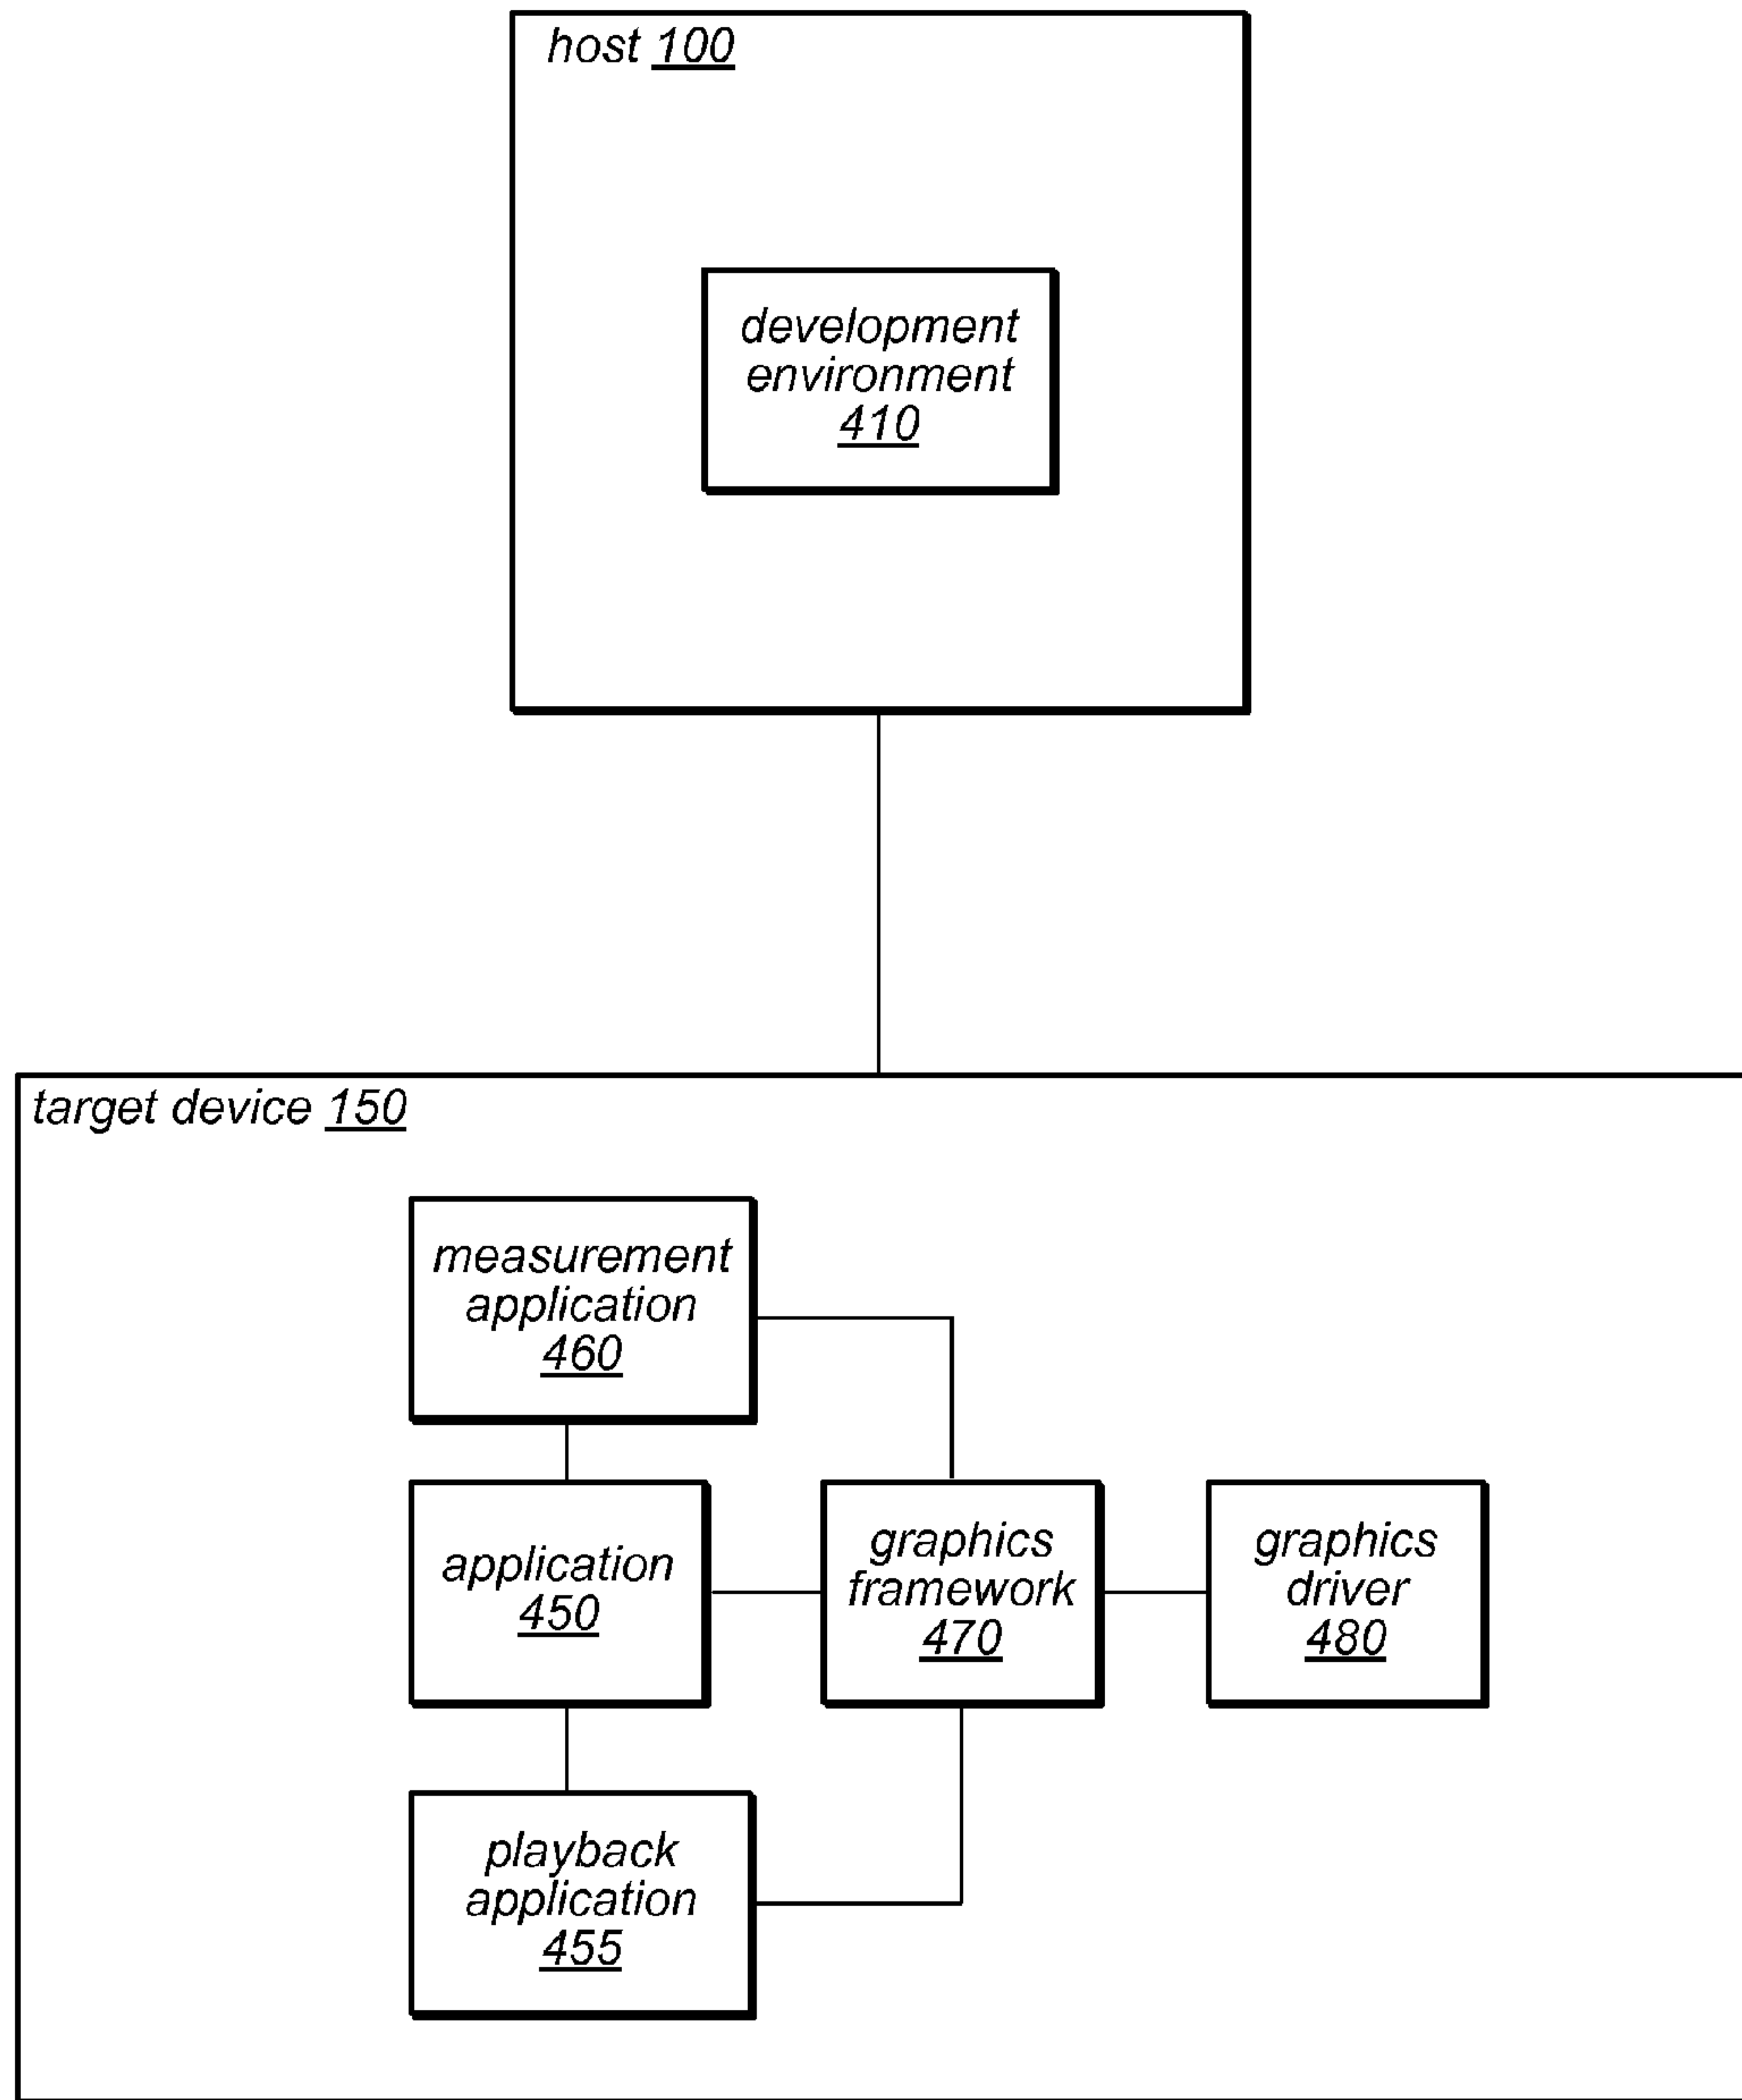 host 100
development
environment
410
target device 150
measurement
application
460
application
450
graphics
framework
470
graphics
driver
480
playback
application
455